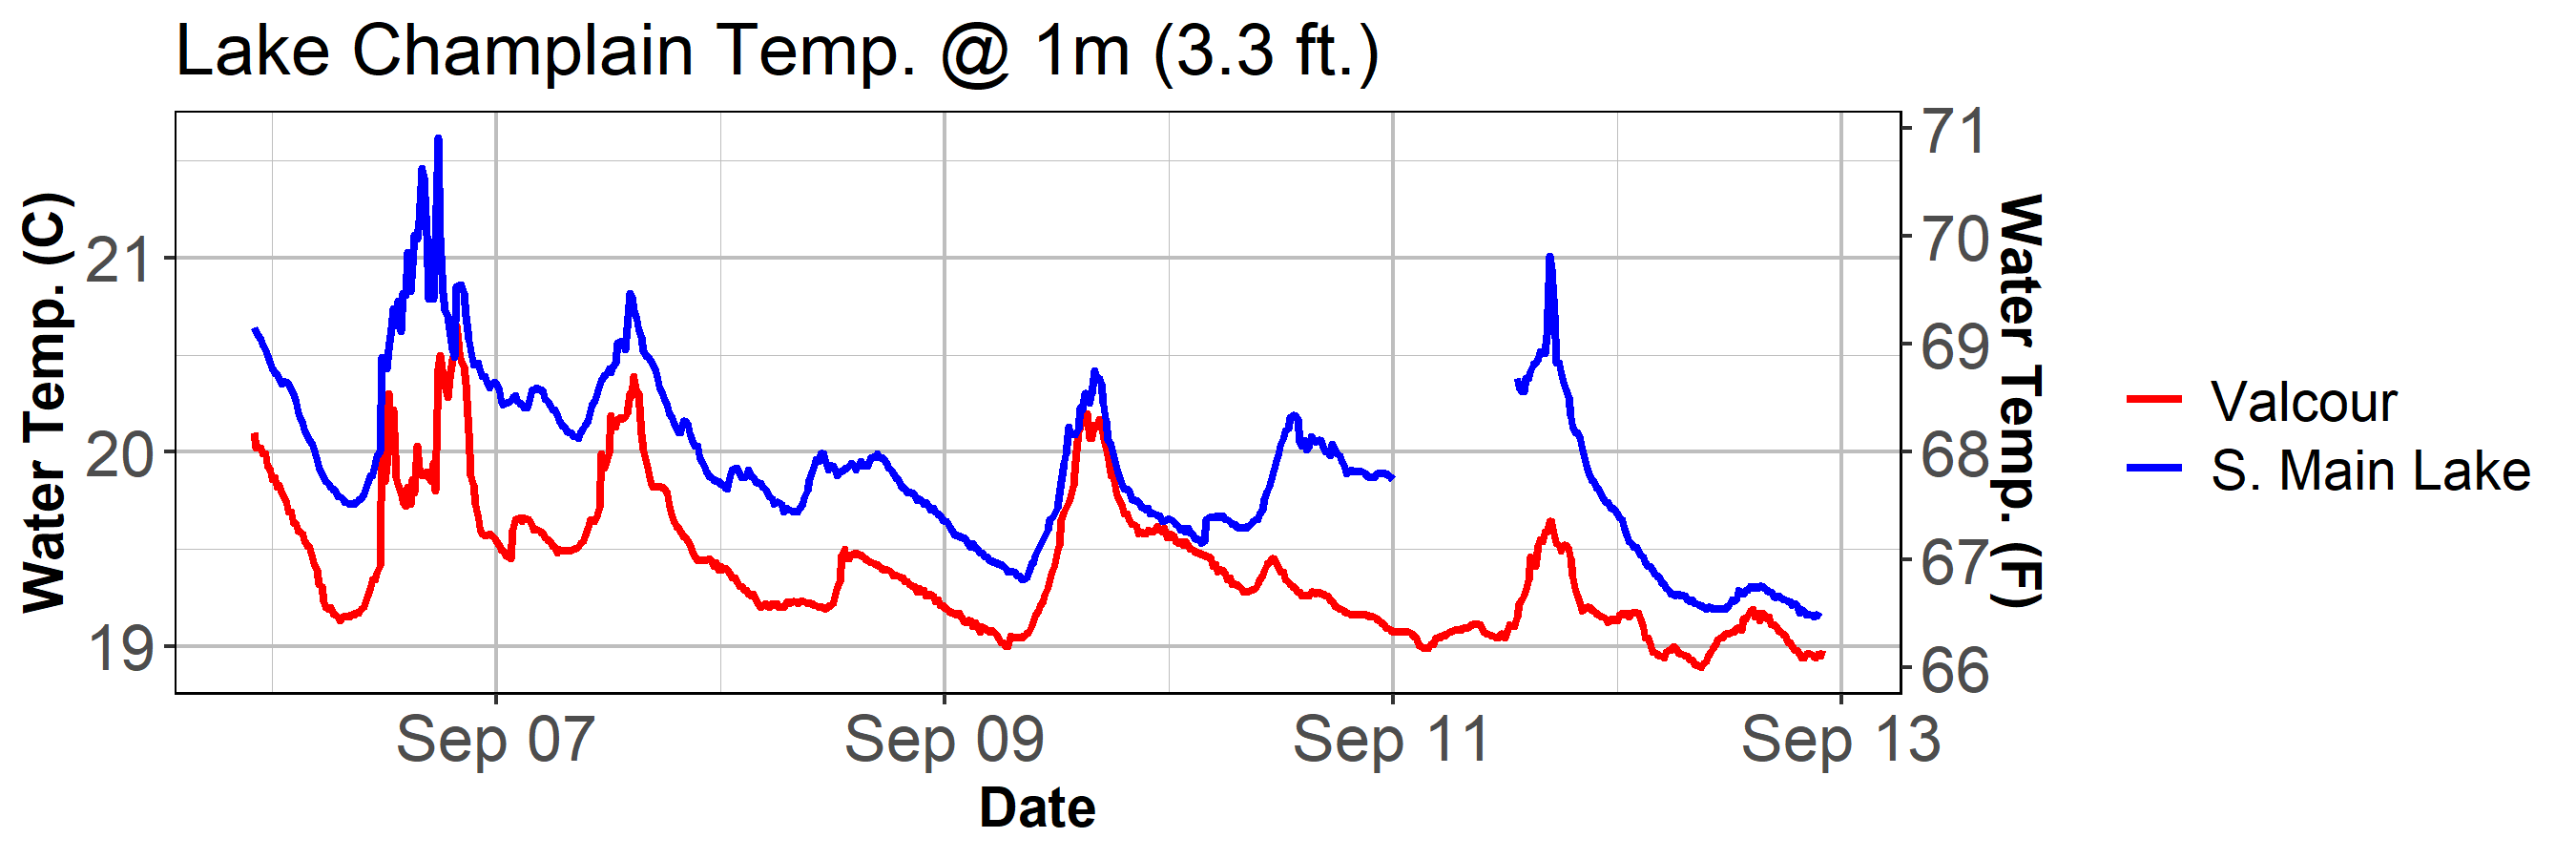 Lake Champlain Temp. @ 1m (3.3 ft.)
Water Temp. (C)
21
20
19
71
70
69
68
67
66
Water Temp. (F)
Sep 07
Sep 09
Sep 11
Sep 13
Date
Valcour
S. Main Lake